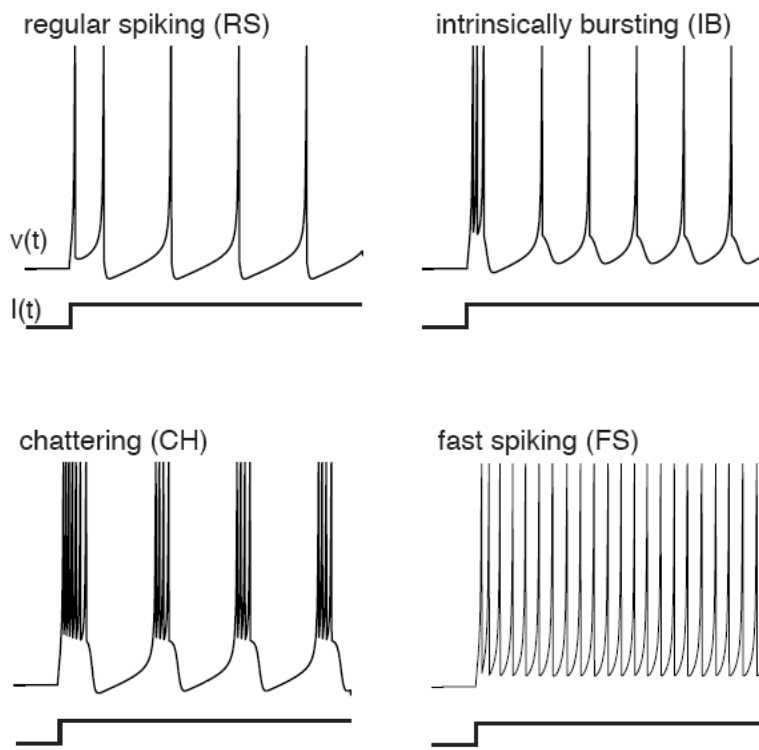 regular spiking (RS)
intrinsically bursting (IB)
v(t)
I(t)
chattering (CH)
fast spiking (FS)